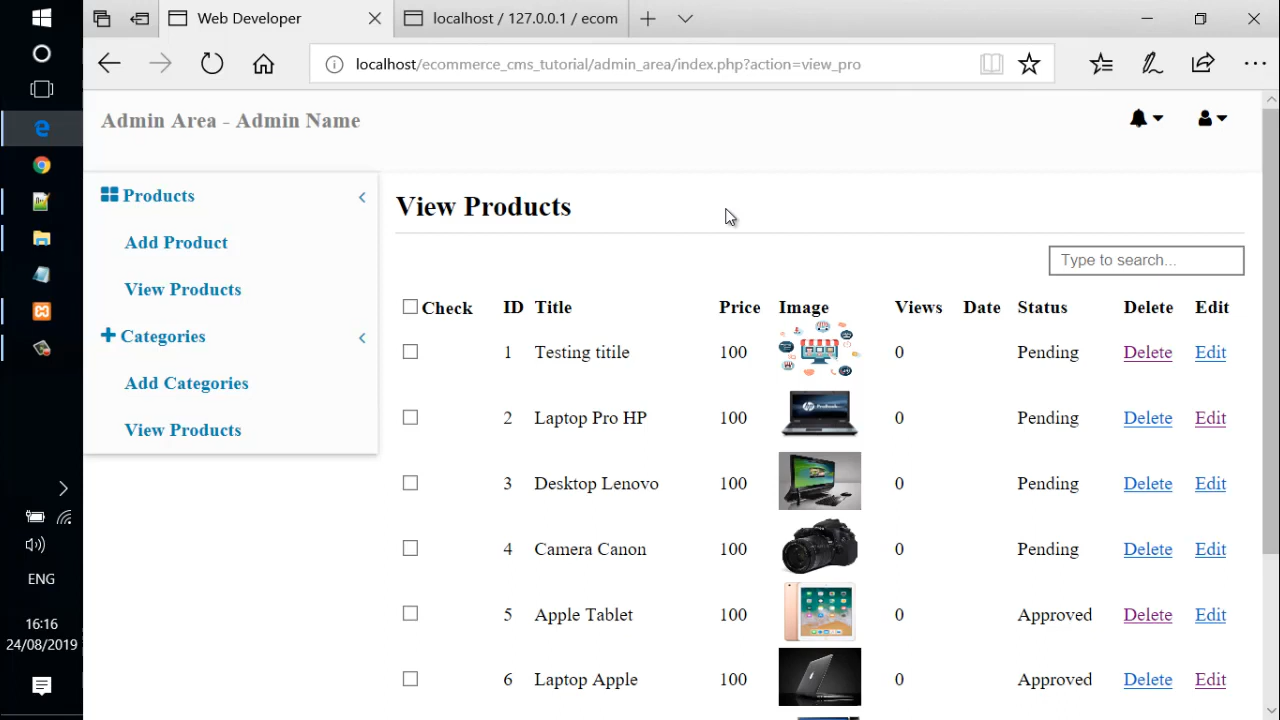 Web Developer
localhost / 127.0.0.1 / ecom
localhost/ecommerce_cms_tutorial/admin_area/index.php?action=view_pro
Admin Area - Admin Name
Products
Add Product
View Products
Categories
Add Categories
View Products
View Products
Type to search...
Check ID Title Price Image Views Date Status Delete Edit
1 Testing titile 100 0 Pending Delete Edit
2 Laptop Pro HP 100 0 Pending Delete Edit
3 Desktop Lenovo 100 0 Pending Delete Edit
4 Camera Canon 100 0 Pending Delete Edit
5 Apple Tablet 100 0 Approved Delete Edit
6 Laptop Apple 100 0 Approved Delete Edit
ENG
16:16
24/08/2019